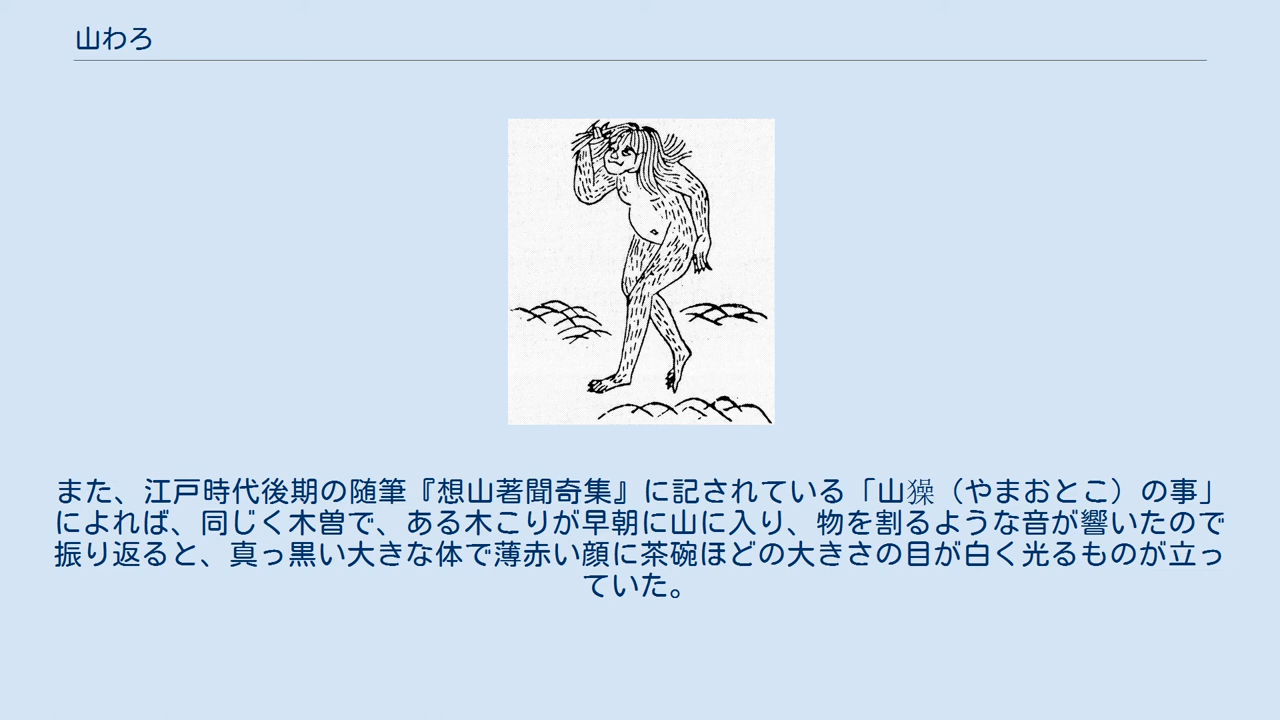 山わろ
また、江戸時代後期の随筆『想山著聞奇集』に記されている「山𤢖（やまおとこ）の事」
によれば、同じく木曽で、ある木こりが早朝に山に入り、物を割るような音が響いたので
振り返ると、真っ黒い大きな体で薄赤い顔に茶碗ほどの大きさの目が白く光るものが立っ
ていた。